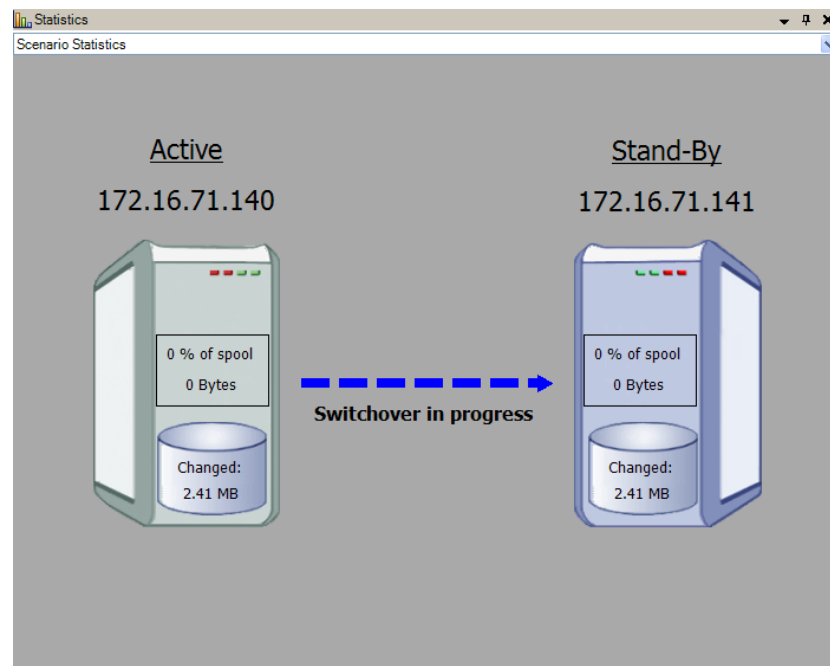 Statistics
Scenario Statistics
Active
172.16.71.140
Stand-By
172.16.71.141
0 % of spool
0 Bytes
Changed:
2.41 MB
Switchover in progress
0 % of spool
0 Bytes
Changed:
2.41 MB